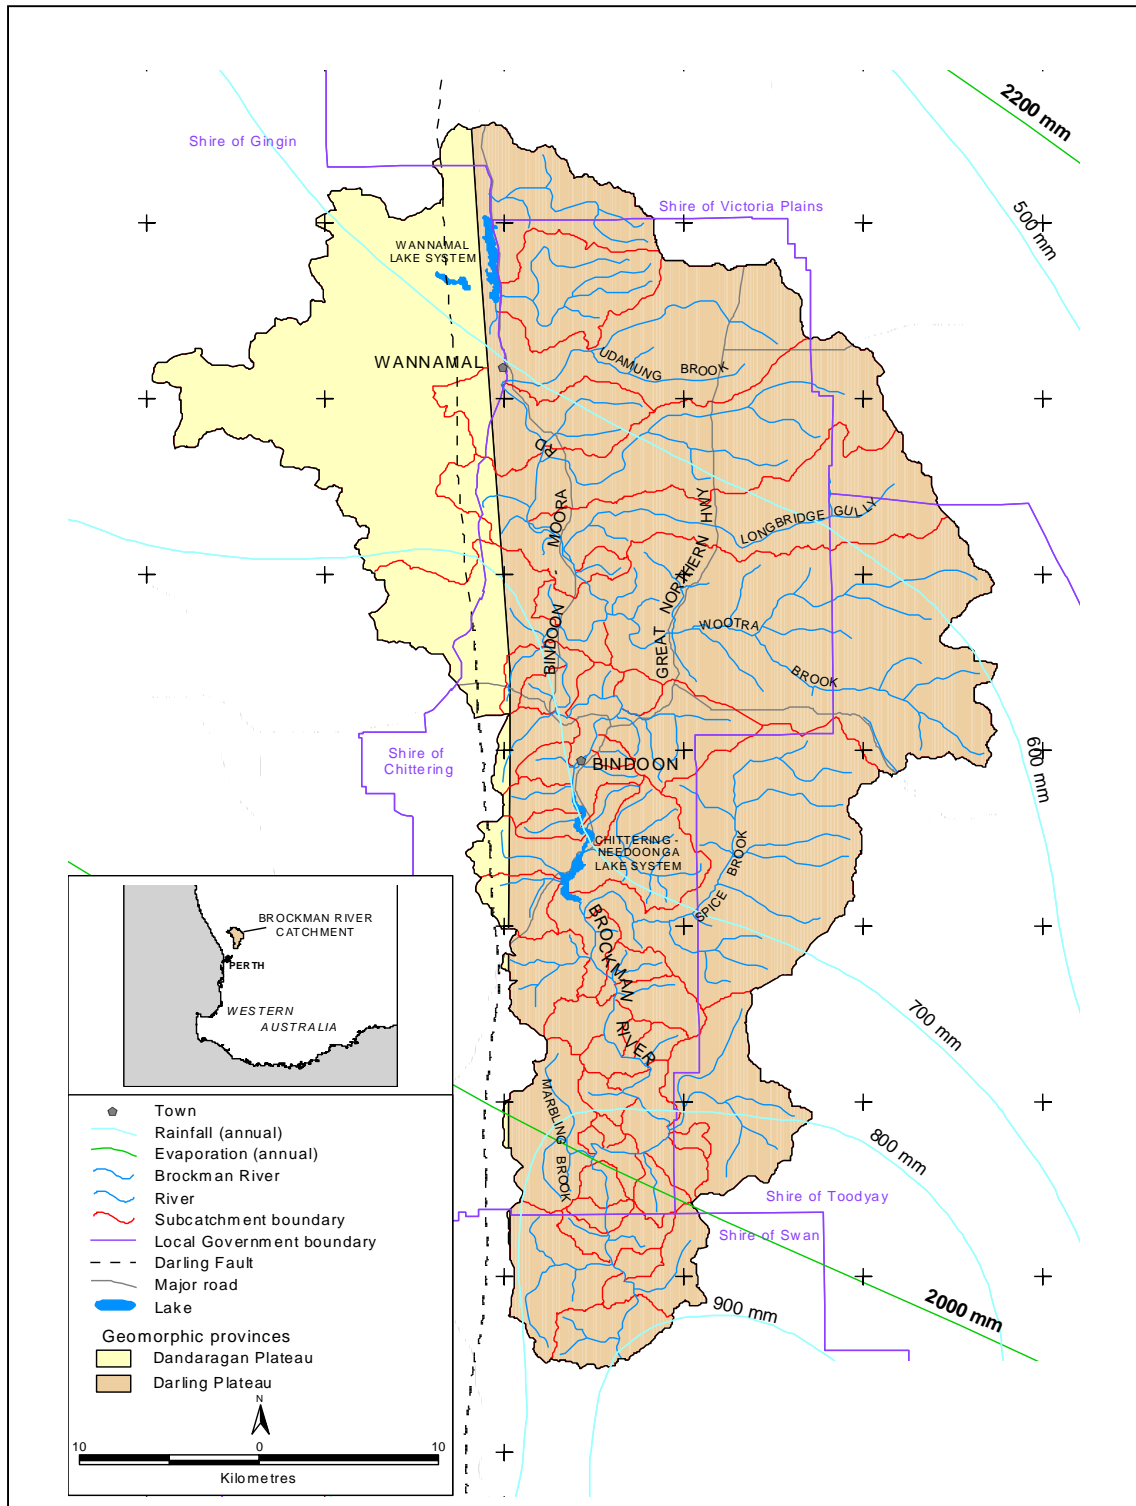 2200 mm
Shire of Gingin
Shire of Victoria Plains
500 mm
WANNAMAL
LAKE SYSTEM
WANNAMAL
UDAMUNG BROOK
RD
MOORA
-
BINDOON
GREAT NORTHERN HWY
LONGBRIDGE GULLY
WOOTRA
BROOK
Shire of
Chittering
BINDOON
600 mm
CHITTERING -
NEEDOONGA
LAKE SYSTEM
SPICE BROOK
BROCKMAN
RIVER
700 mm
MARBLING BROOK
800 mm
Shire of Toodyay
Shire of Swan
900 mm
2000 mm
BROCKMAN RIVER
CATCHMENT
PERTH
WESTERN
AUSTRALIA
Town
Rainfall (annual)
Evaporation (annual)
Brockman River
River
Subcatchment boundary
Local Government boundary
Darling Fault
Major road
Lake
Geomorphic provinces
Dandaragan Plateau
Darling Plateau
N
10 0 10
Kilometres